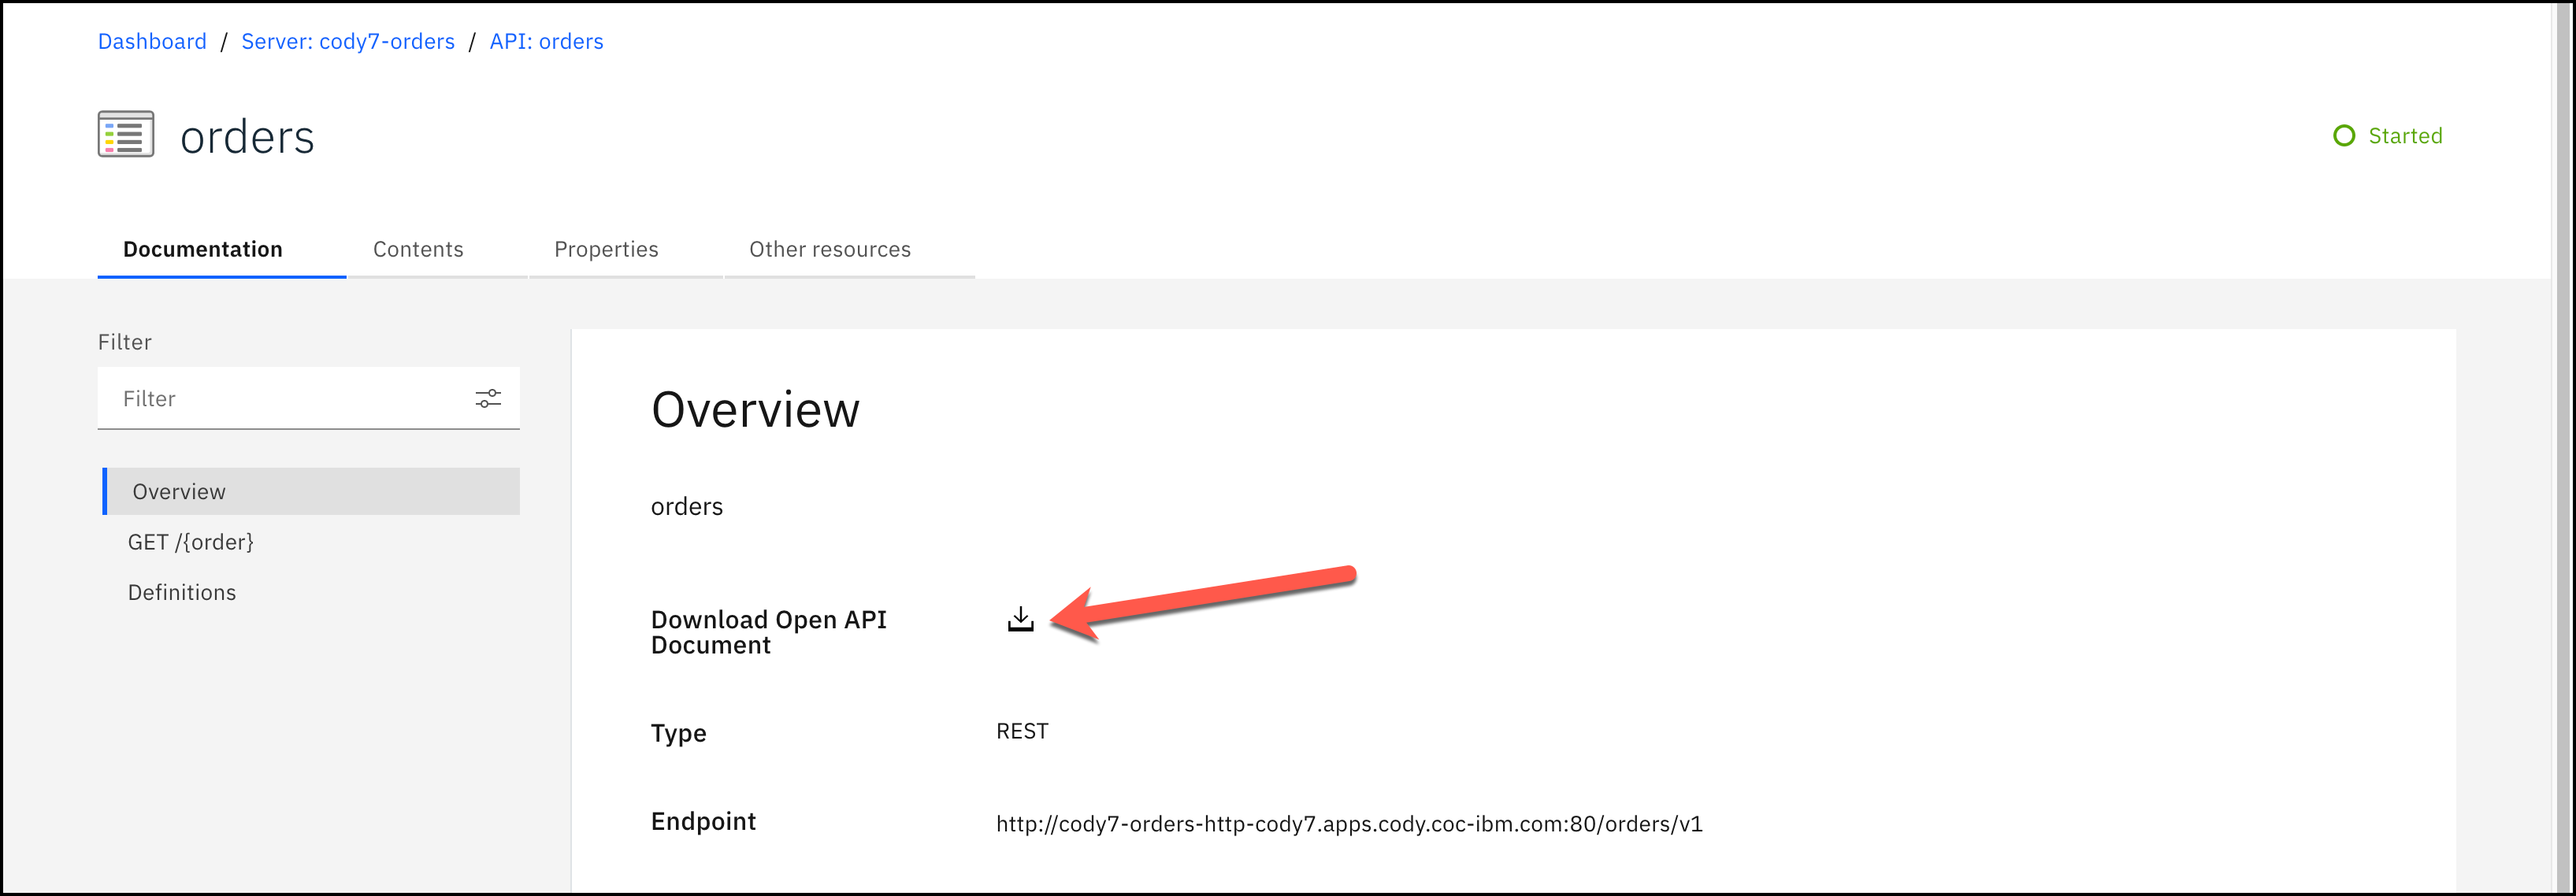 Dashboard / Server: cody7-orders / API: orders
orders
Started
Documentation Contents Properties Other resources
Filter
Filter
Overview
GET /{order}
Definitions
Overview
orders
Download Open API
Document
Type REST
Endpoint http://cody7-orders-http-cody7.apps.cody.coc-ibm.com:80/orders/v1